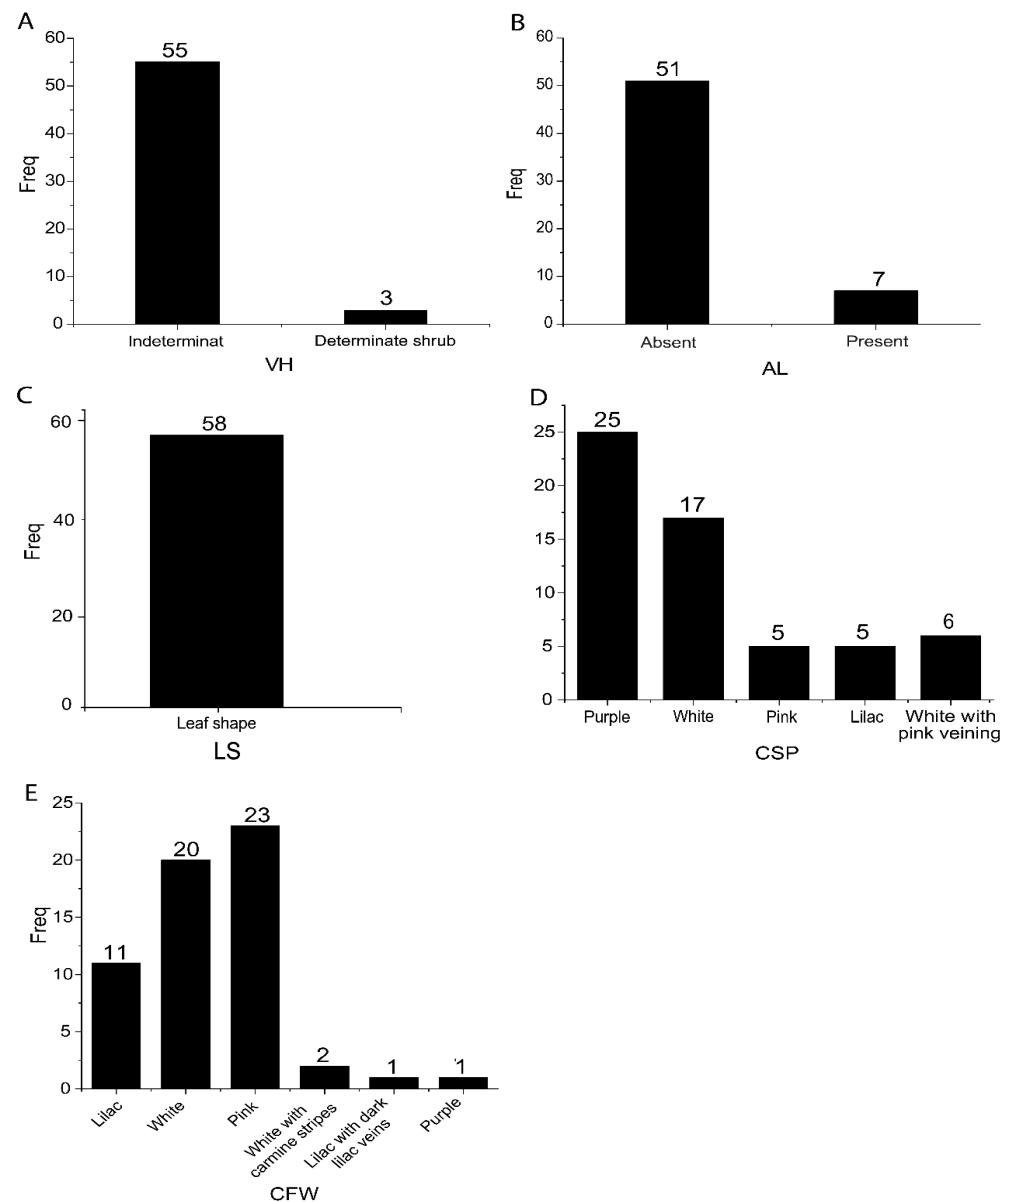 A
60
50
40
30
20
10
0
Freq
55
3
Indeterminat
Determinate shrub
VH
B
60
50
40
30
20
10
0
Freq
51
7
Absent
Present
AL
C
60
40
20
0
Freq
58
Leaf shape
LS
D
25
20
15
10
5
0
25
17
5
5
6
Purple
White
Pink
Lilac
White with
pink veining
CSP
E
25
20
15
10
5
0
Freq
11
20
23
2
1
1
Lilac
White
Pink
White with
carmine stripes
Lilac with dark
lilac veins
Purple
CFW